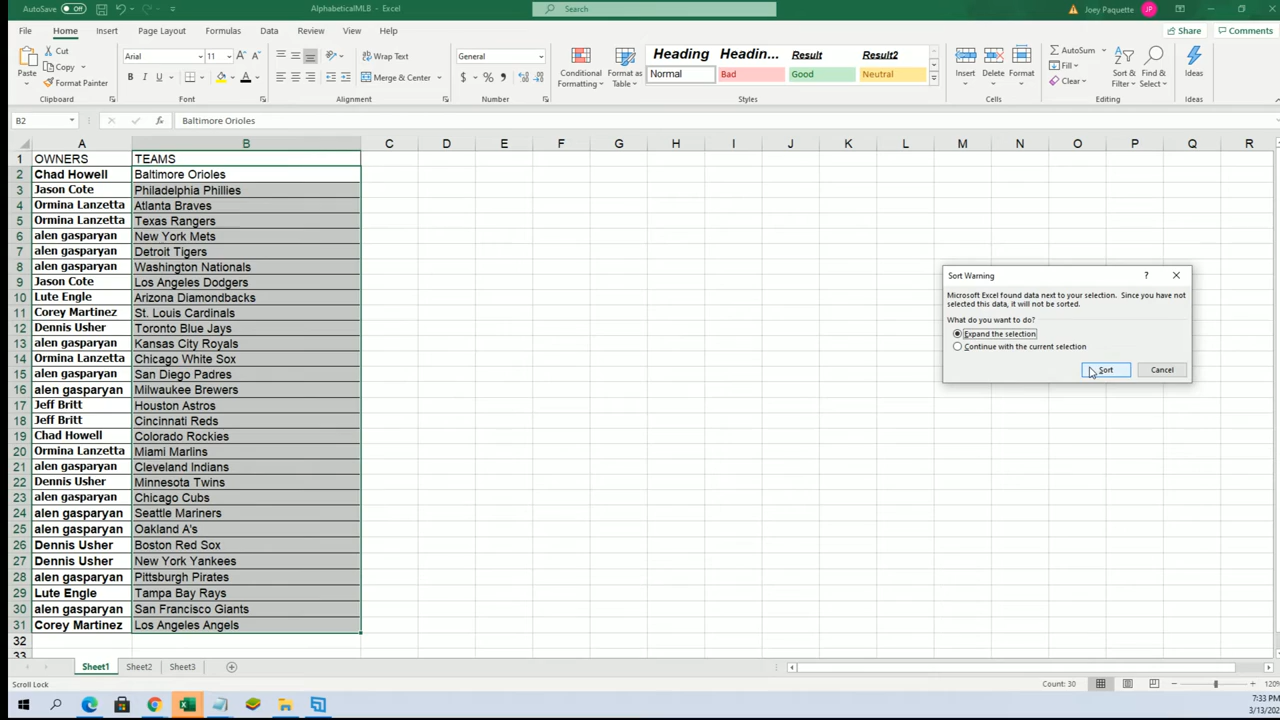 AutoSave Off AlphabeticalMLB - Excel Search Joey Paquette JP
File Home Insert Page Layout Formulas Data Review View Help Share Comments
Cut Arial 11 Wrap Text General Heading Headin... Result Result2 AutoSum
Copy Fill
Paste Format Painter B I U A Merge & Center $ % Conditional Formatting Format as Table Normal Bad Good Neutral Insert Delete Format Clear Sort & Filter Find & Select Ideas
Clipboard Font Alignment Number Styles Cells Editing Ideas
B2 fx Baltimore Orioles
A B C D E F G H I J K L M N O P Q R
1 OWNERS TEAMS
2 Chad Howell Baltimore Orioles
3 Jason Cote Philadelphia Phillies
4 Ormina Lanzetta Atlanta Braves
5 Ormina Lanzetta Texas Rangers
6 alen gasparyan New York Mets
7 alen gasparyan Detroit Tigers
8 alen gasparyan Washington Nationals
9 Jason Cote Los Angeles Dodgers
10 Lute Engle Arizona Diamondbacks
11 Corey Martinez St. Louis Cardinals
12 Dennis Usher Toronto Blue Jays
13 alen gasparyan Kansas City Royals
14 Ormina Lanzetta Chicago White Sox
15 alen gasparyan San Diego Padres
16 alen gasparyan Milwaukee Brewers
17 Jeff Britt Houston Astros
18 Jeff Britt Cincinnati Reds
19 Chad Howell Colorado Rockies
20 Ormina Lanzetta Miami Marlins
21 alen gasparyan Cleveland Indians
22 Dennis Usher Minnesota Twins
23 alen gasparyan Chicago Cubs
24 alen gasparyan Seattle Mariners
25 alen gasparyan Oakland A's
26 Dennis Usher Boston Red Sox
27 Dennis Usher New York Yankees
28 alen gasparyan Pittsburgh Pirates
29 Lute Engle Tampa Bay Rays
30 alen gasparyan San Francisco Giants
31 Corey Martinez Los Angeles Angels
32
33
Sort Warning ?
Microsoft Excel found data next to your selection. Since you have not
selected this data, it will not be sorted.
What do you want to do?
Expand the selection
Continue with the current selection
Sort Cancel
Sheet1 Sheet2 Sheet3
Scroll Lock Count: 30 120%
7:33 PM
3/13/202